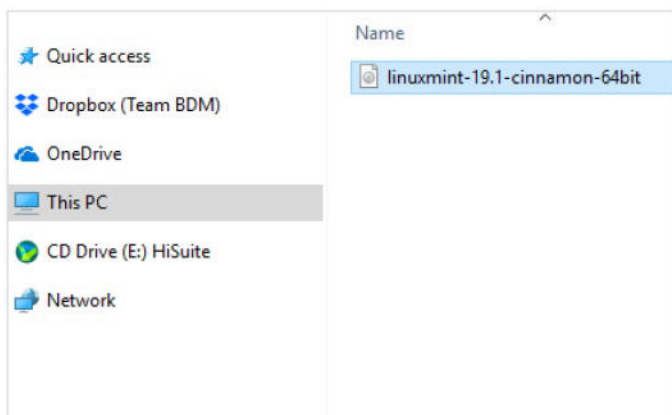 Quick access
Dropbox (Team BDM)
OneDrive
This PC
CD Drive (E:) HiSuite
Network
Name
linuxmint-19.1-cinnamon-64bit